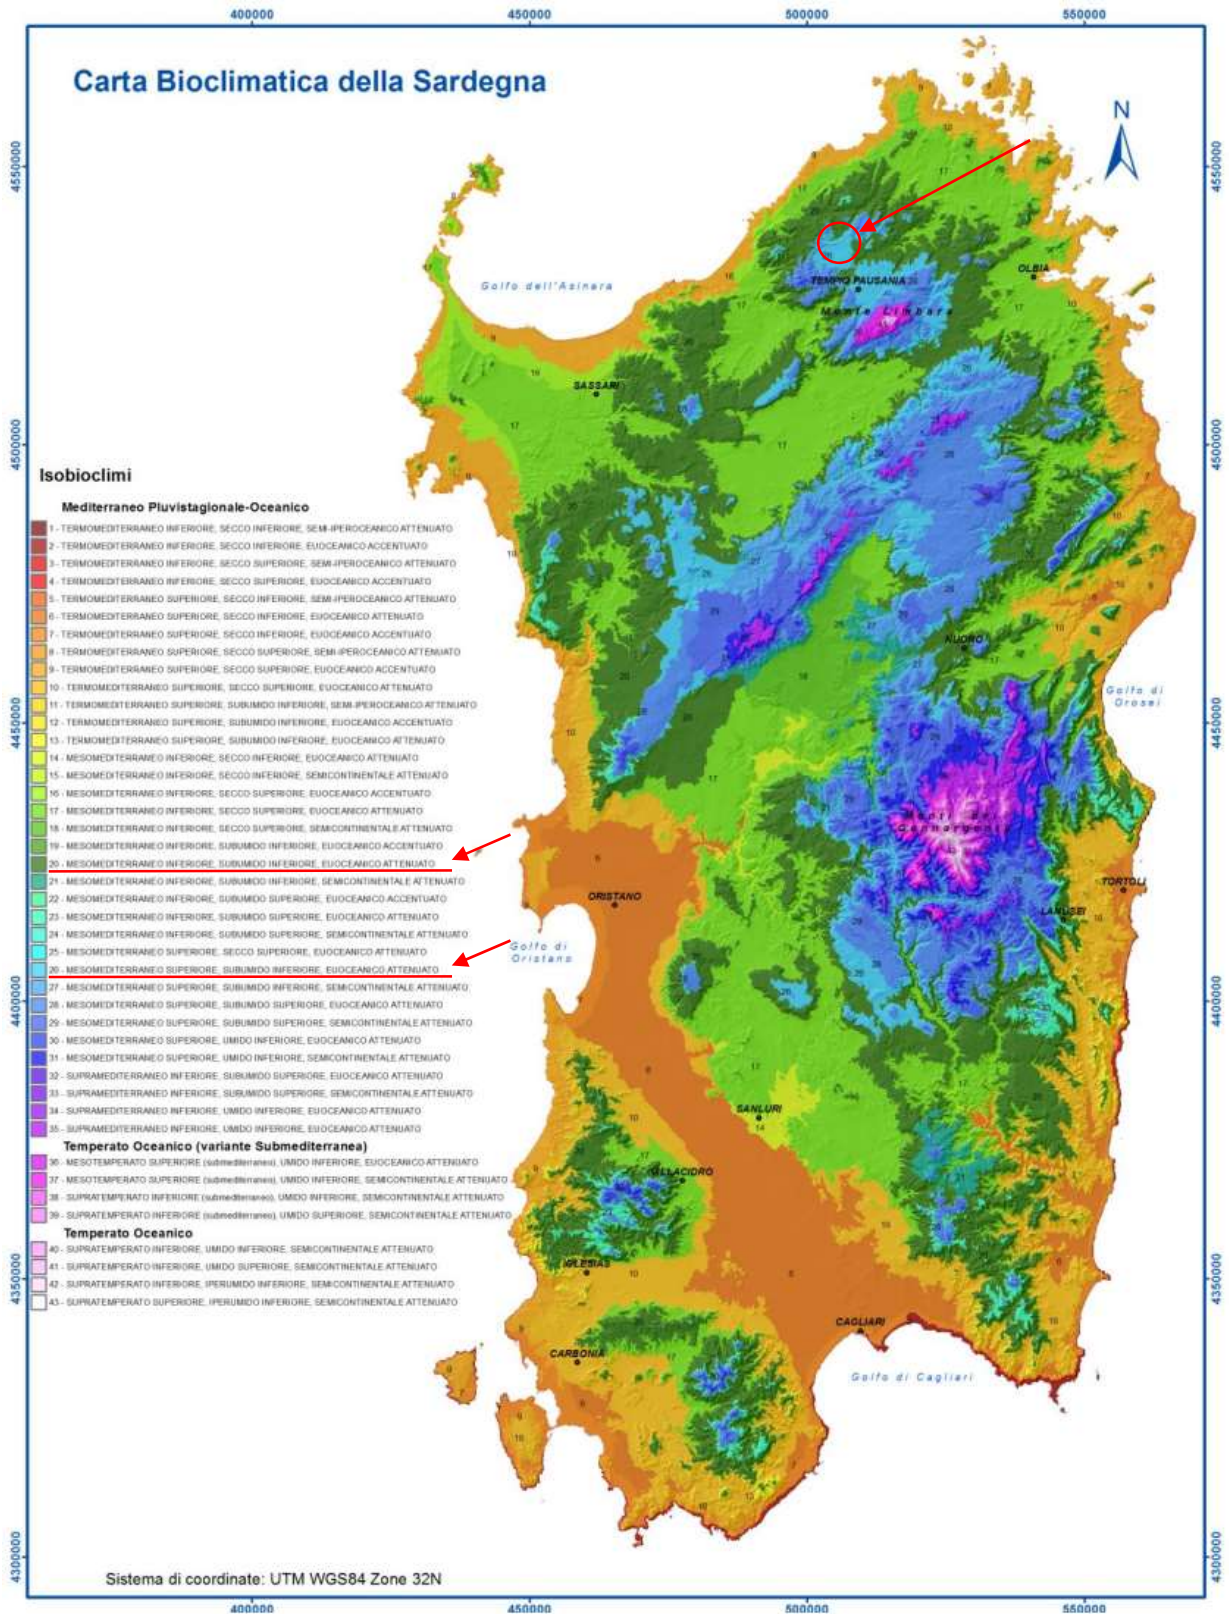 400000 450000 500000 550000
Carta Bioclimatica della Sardegna
N
4550000 4550000
Golfo dell'Asinara
TEMPIO PAUSANIA
OLBIA
Monte Limbara
SASSARI
4500000 4500000
Isobioclimi
Mediterraneo Pluvistagionale-Oceanico
1 - TERMOMEDITERRANEO INFERIORE, SECCO INFERIORE, SEMI-IPEROCEANICO ATTENUATO
2 - TERMOMEDITERRANEO INFERIORE, SECCO INFERIORE, EUOCEANICO ACCENTUATO
3 - TERMOMEDITERRANEO INFERIORE, SECCO SUPERIORE, SEMI-IPEROCEANICO ATTENUATO
4 - TERMOMEDITERRANEO INFERIORE, SECCO SUPERIORE, EUOCEANICO ACCENTUATO
5 - TERMOMEDITERRANEO SUPERIORE, SECCO INFERIORE, SEMI-IPEROCEANICO ATTENUATO
6 - TERMOMEDITERRANEO SUPERIORE, SECCO INFERIORE, EUOCEANICO ATTENUATO
7 - TERMOMEDITERRANEO SUPERIORE, SECCO INFERIORE, EUOCEANICO ACCENTUATO
8 - TERMOMEDITERRANEO SUPERIORE, SECCO SUPERIORE, SEMI-IPEROCEANICO ATTENUATO
9 - TERMOMEDITERRANEO SUPERIORE, SECCO SUPERIORE, EUOCEANICO ACCENTUATO
10 - TERMOMEDITERRANEO SUPERIORE, SECCO SUPERIORE, EUOCEANICO ATTENUATO
11 - TERMOMEDITERRANEO SUPERIORE, SUBUMIDO INFERIORE, SEMI-IPEROCEANICO ATTENUATO
12 - TERMOMEDITERRANEO SUPERIORE, SUBUMIDO INFERIORE, EUOCEANICO ACCENTUATO
13 - TERMOMEDITERRANEO SUPERIORE, SUBUMIDO INFERIORE, EUOCEANICO ATTENUATO
14 - MESOMEDITERRANEO INFERIORE, SECCO INFERIORE, EUOCEANICO ATTENUATO
15 - MESOMEDITERRANEO INFERIORE, SECCO INFERIORE, SEMICONTINENTALE ATTENUATO
16 - MESOMEDITERRANEO INFERIORE, SECCO SUPERIORE, EUOCEANICO ACCENTUATO
17 - MESOMEDITERRANEO INFERIORE, SECCO SUPERIORE, EUOCEANICO ATTENUATO
18 - MESOMEDITERRANEO INFERIORE, SECCO SUPERIORE, SEMICONTINENTALE ATTENUATO
19 - MESOMEDITERRANEO INFERIORE, SUBUMIDO INFERIORE, EUOCEANICO ACCENTUATO
20 - MESOMEDITERRANEO INFERIORE, SUBUMIDO INFERIORE, EUOCEANICO ATTENUATO
21 - MESOMEDITERRANEO INFERIORE, SUBUMIDO INFERIORE, SEMICONTINENTALE ATTENUATO
22 - MESOMEDITERRANEO INFERIORE, SUBUMIDO SUPERIORE, EUOCEANICO ACCENTUATO
23 - MESOMEDITERRANEO INFERIORE, SUBUMIDO SUPERIORE, EUOCEANICO ATTENUATO
24 - MESOMEDITERRANEO INFERIORE, SUBUMIDO SUPERIORE, SEMICONTINENTALE ATTENUATO
25 - MESOMEDITERRANEO SUPERIORE, SECCO SUPERIORE, EUOCEANICO ATTENUATO
26 - MESOMEDITERRANEO SUPERIORE, SUBUMIDO INFERIORE, EUOCEANICO ATTENUATO
27 - MESOMEDITERRANEO SUPERIORE, SUBUMIDO INFERIORE, SEMICONTINENTALE ATTENUATO
28 - MESOMEDITERRANEO SUPERIORE, SUBUMIDO SUPERIORE, EUOCEANICO ATTENUATO
29 - MESOMEDITERRANEO SUPERIORE, SUBUMIDO SUPERIORE, SEMICONTINENTALE ATTENUATO
30 - MESOMEDITERRANEO SUPERIORE, UMIDO INFERIORE, EUOCEANICO ATTENUATO
31 - MESOMEDITERRANEO SUPERIORE, UMIDO INFERIORE, SEMICONTINENTALE ATTENUATO
32 - SUPRAMEDITERRANEO INFERIORE, SUBUMIDO SUPERIORE, EUOCEANICO ATTENUATO
33 - SUPRAMEDITERRANEO INFERIORE, SUBUMIDO SUPERIORE, SEMICONTINENTALE ATTENUATO
34 - SUPRAMEDITERRANEO INFERIORE, UMIDO INFERIORE, EUOCEANICO ATTENUATO
35 - SUPRAMEDITERRANEO INFERIORE, UMIDO INFERIORE, EUOCEANICO ATTENUATO
Temperato Oceanico (variante Submediterranea)
36 - MESOTEMPERATO SUPERIORE (submediterraneo), UMIDO INFERIORE, EUOCEANICO ATTENUATO
37 - MESOTEMPERATO SUPERIORE (submediterraneo), UMIDO INFERIORE, SEMICONTINENTALE ATTENUATO
38 - SUPRATEMPERATO INFERIORE (submediterraneo), UMIDO INFERIORE, SEMICONTINENTALE ATTENUATO
39 - SUPRATEMPERATO INFERIORE (submediterraneo), UMIDO SUPERIORE, SEMICONTINENTALE ATTENUATO
Temperato Oceanico
40 - SUPRATEMPERATO INFERIORE, UMIDO INFERIORE, SEMICONTINENTALE ATTENUATO
41 - SUPRATEMPERATO INFERIORE, UMIDO SUPERIORE, SEMICONTINENTALE ATTENUATO
42 - SUPRATEMPERATO INFERIORE, IPERUMIDO INFERIORE, SEMICONTINENTALE ATTENUATO
43 - SUPRATEMPERATO SUPERIORE, IPERUMIDO INFERIORE, SEMICONTINENTALE ATTENUATO
NUORO
Golfo di
Orosei
4450000 4450000
Monti del
Gennargentu
ORISTANO
TORTOLI
LANUSEI
Golfo di
Oristano
4400000 4400000
SANLURI
VILLACIDRO
IGLESIAS
4350000 4350000
CAGLIARI
CARBONIA
Golfo di Cagliari
4300000 4300000
Sistema di coordinate: UTM WGS84 Zone 32N
400000 450000 500000 550000